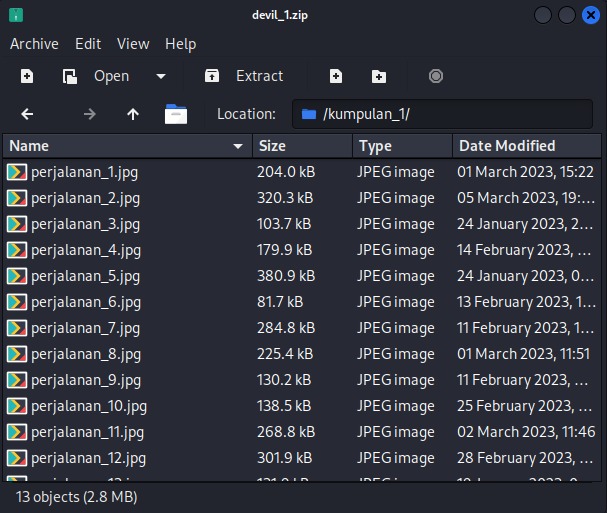 devil_1.zip
Archive Edit View Help
Open Extract
Location: /kumpulan_1/
Name Size Type Date Modified
perjalanan_1.jpg 204.0 kB JPEG image 01 March 2023, 15:22
perjalanan_2.jpg 320.3 kB JPEG image 05 March 2023, 19:...
perjalanan_3.jpg 103.7 kB JPEG image 24 January 2023, 2...
perjalanan_4.jpg 179.9 kB JPEG image 14 February 2023, ...
perjalanan_5.jpg 380.9 kB JPEG image 24 January 2023, 0...
perjalanan_6.jpg 81.7 kB JPEG image 13 February 2023, 1...
perjalanan_7.jpg 284.8 kB JPEG image 11 February 2023, 1...
perjalanan_8.jpg 225.4 kB JPEG image 01 March 2023, 11:51
perjalanan_9.jpg 130.2 kB JPEG image 11 February 2023, ...
perjalanan_10.jpg 138.5 kB JPEG image 25 February 2023, ...
perjalanan_11.jpg 268.8 kB JPEG image 02 March 2023, 11:46
perjalanan_12.jpg 301.9 kB JPEG image 28 February 2023, ...
13 objects (2.8 MB)